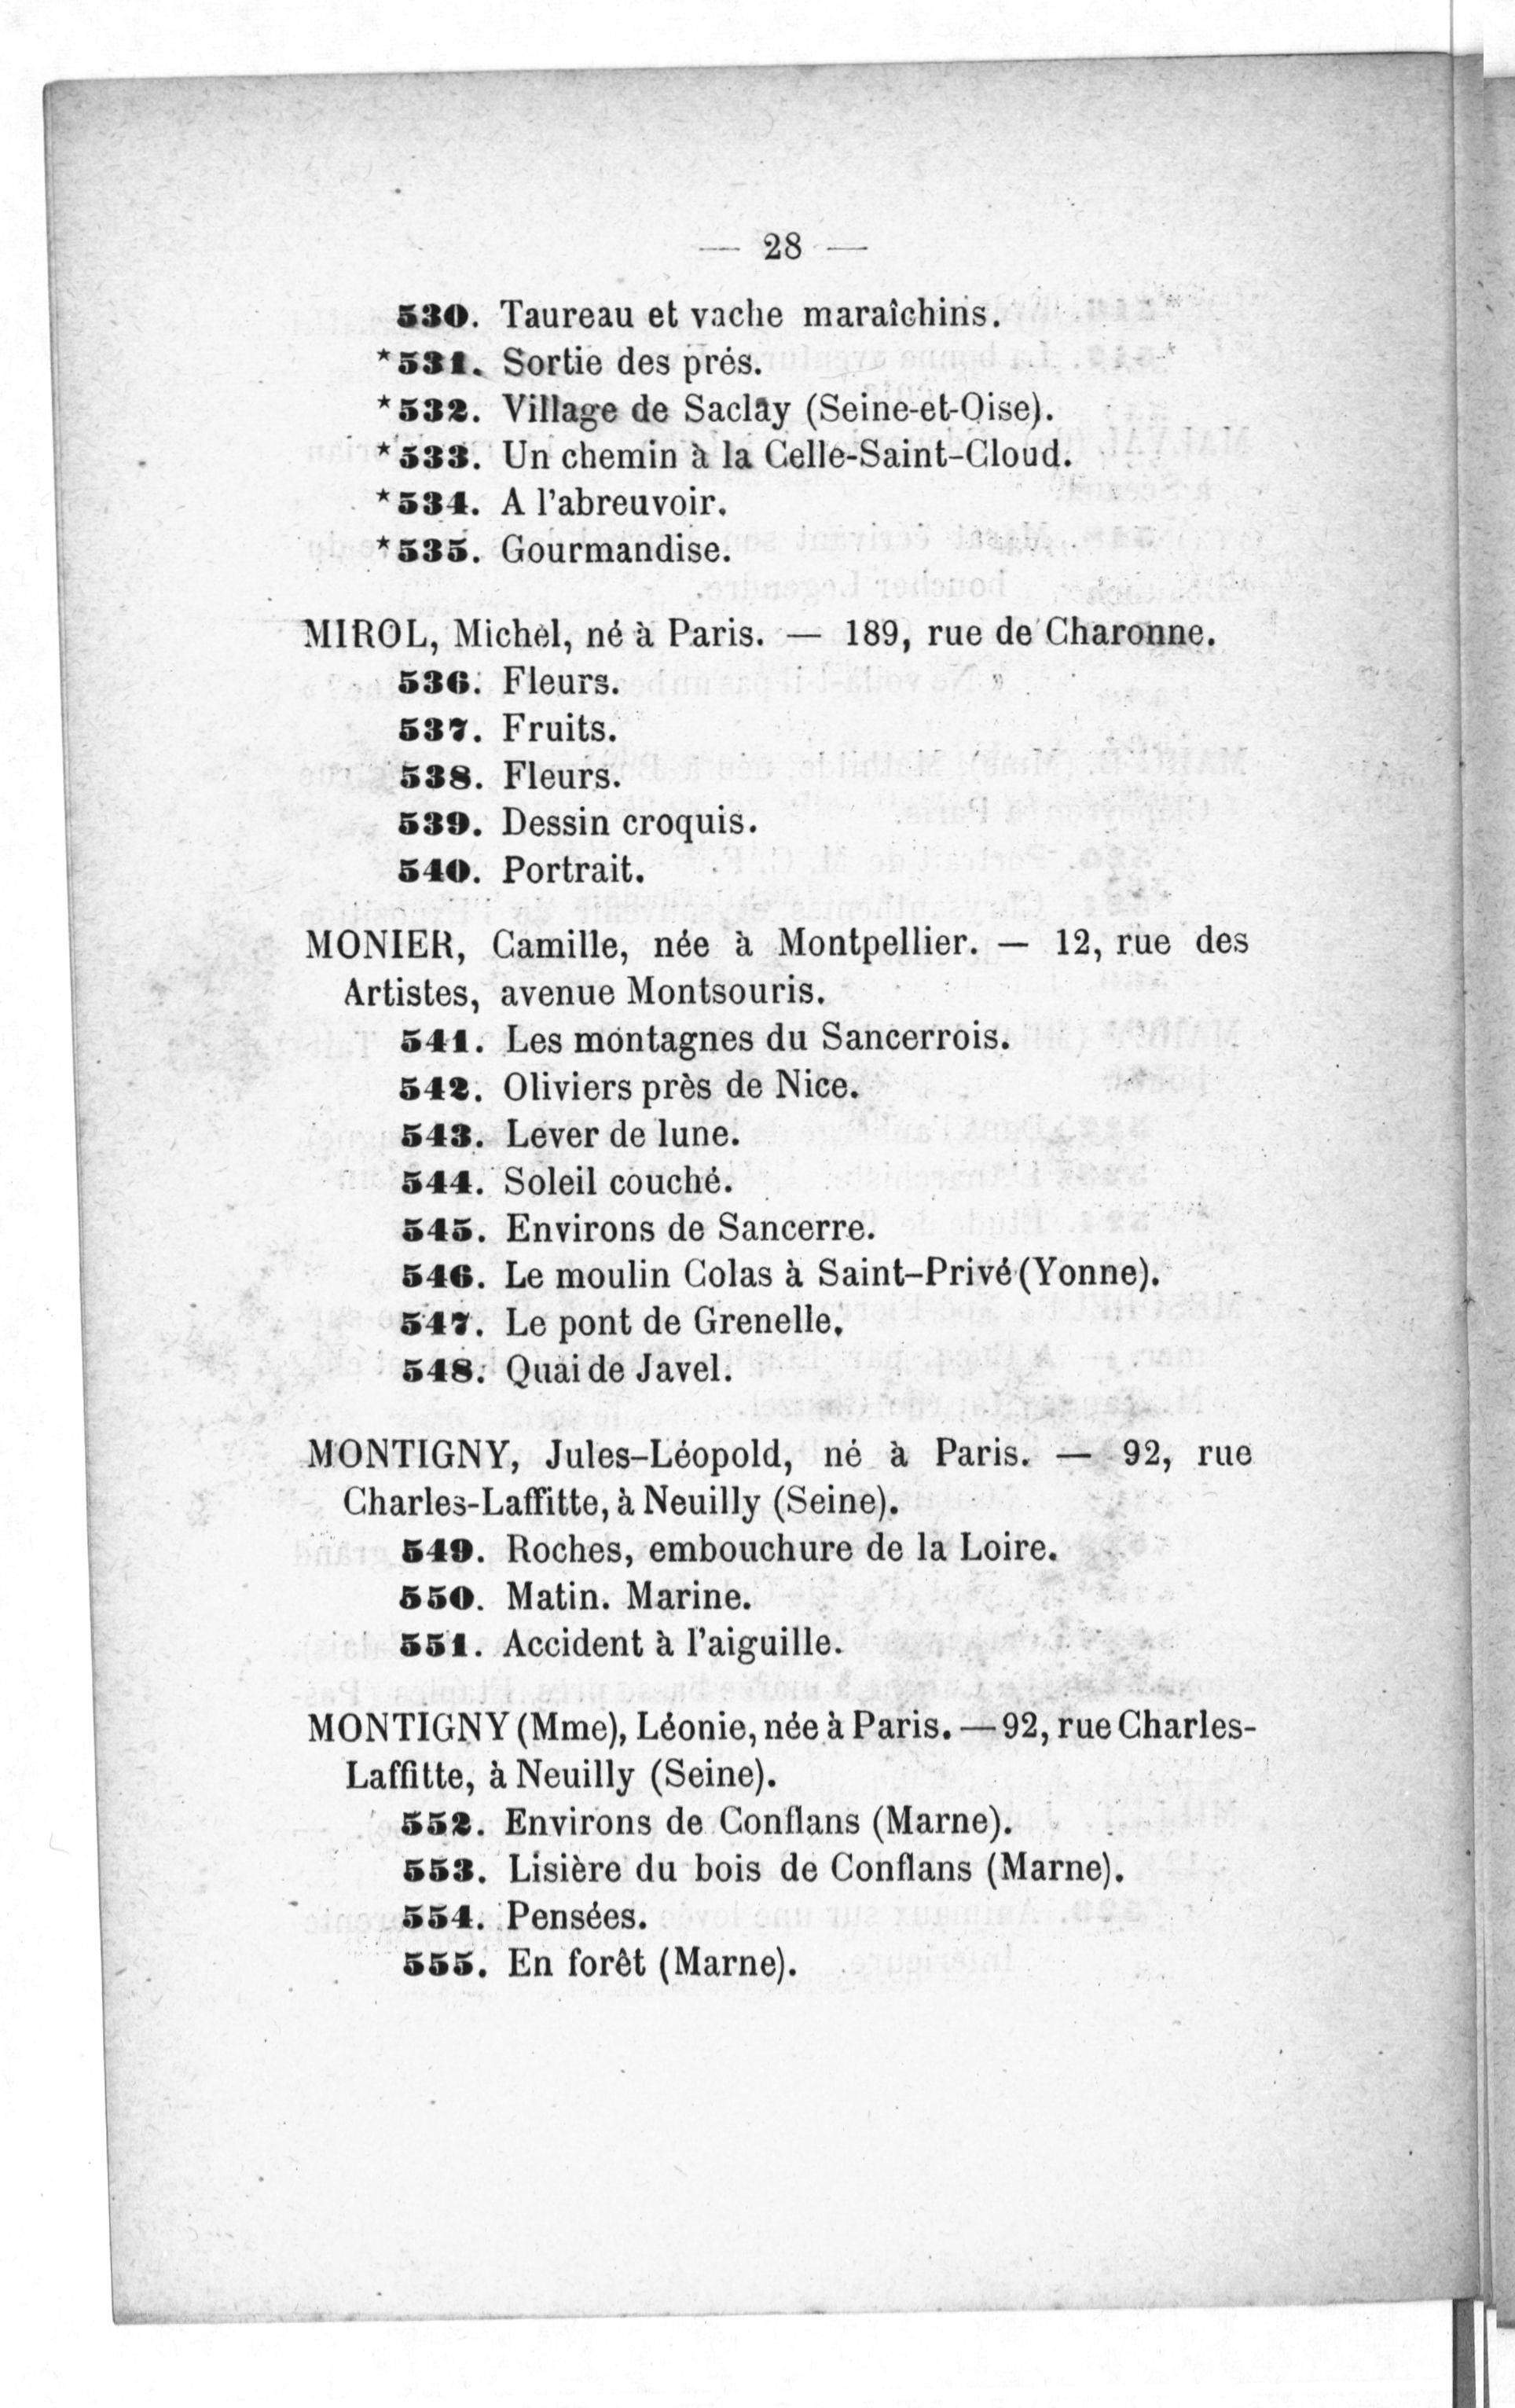 — 28 —
530. Taureau et vache maraîchins.
*531. Sortie des prés.
*532. Village de Saclay (Seine-et-Oise).
*533. Un chemin à la Celle-Saint-Cloud.
*534. A l'abreuvoir.
*535. Gourmandise.
MIROL, Michel, né à Paris. — 189, rue de Charonne.
536. Fleurs.
537. Fruits.
538. Fleurs.
539. Dessin croquis.
540. Portrait.
MONIER, Camille, née à Montpellier. — 12, rue des
Artistes, avenue Montsouris.
541. Les montagnes du Sancerrois.
542. Oliviers près de Nice.
543. Lever de lune.
544. Soleil couché.
545. Environs de Sancerre.
546. Le moulin Colas à Saint-Privé (Yonne).
547. Le pont de Grenelle.
548. Quai de Javel.
MONTIGNY, Jules-Léopold, né à Paris. — 92, rue
Charles-Laffitte, à Neuilly (Seine).
549. Roches, embouchure de la Loire.
550. Matin. Marine.
551. Accident à l'aiguille.
MONTIGNY (Mme), Léonie, née à Paris. — 92, rue Charles-
Laffitte, à Neuilly (Seine).
552. Environs de Conflans (Marne).
553. Lisière du bois de Conflans (Marne).
554. Pensées.
555. En forêt (Marne).